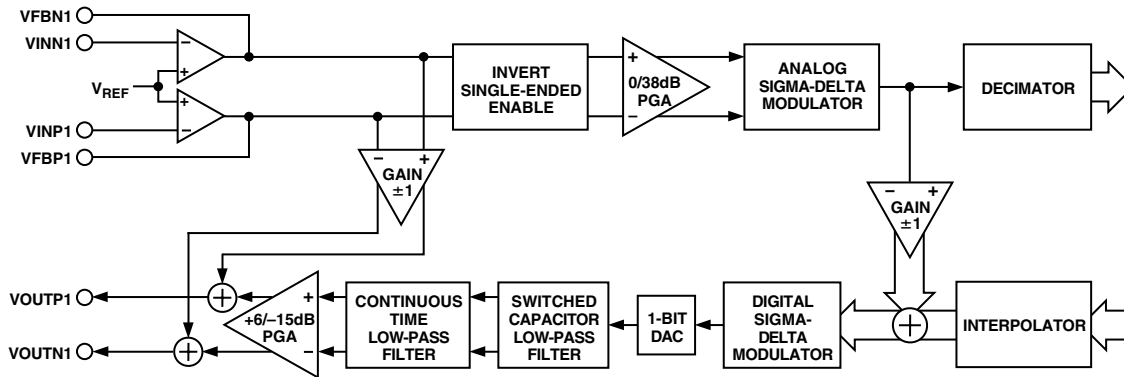 VFBN1
VINN1
VREF
VINP1
VFBP1
−
+
+
−
INVERT
SINGLE-ENDED
ENABLE
+
0/38dB
PGA
−
ANALOG
SIGMA-DELTA
MODULATOR
DECIMATOR
− +
GAIN
±1
− +
GAIN
±1
VOUTP1
VOUTN1
+
+
+
+6/–15dB
PGA
−
CONTINUOUS
TIME
LOW-PASS
FILTER
SWITCHED
CAPACITOR
LOW-PASS
FILTER
1-BIT
DAC
DIGITAL
SIGMA-
DELTA
MODULATOR
+
INTERPOLATOR